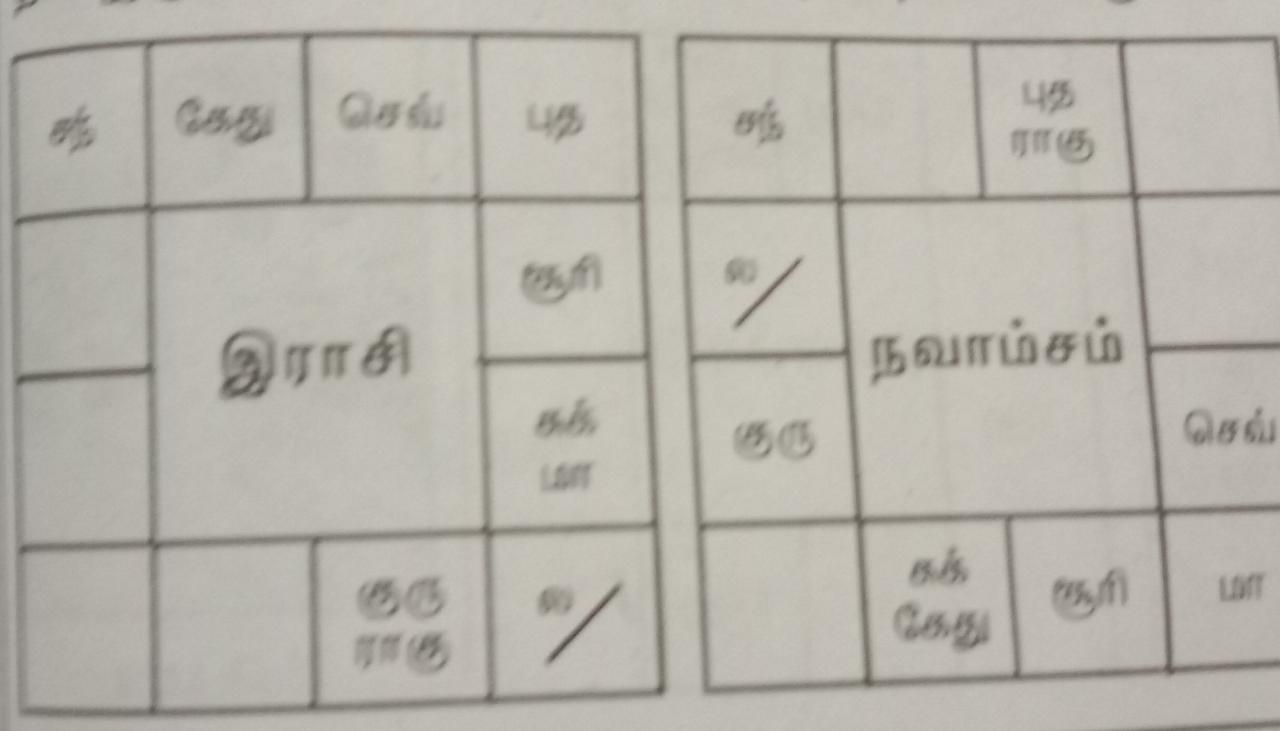 சந் கேது செவ் புத
சூரி
இராசி
சுக்
மா
குரு
ராகு
ல/
சந் புத
ராகு
ல/
நவாம்சம்
குரு செவ்
சுக்
கேது
சூரி மா